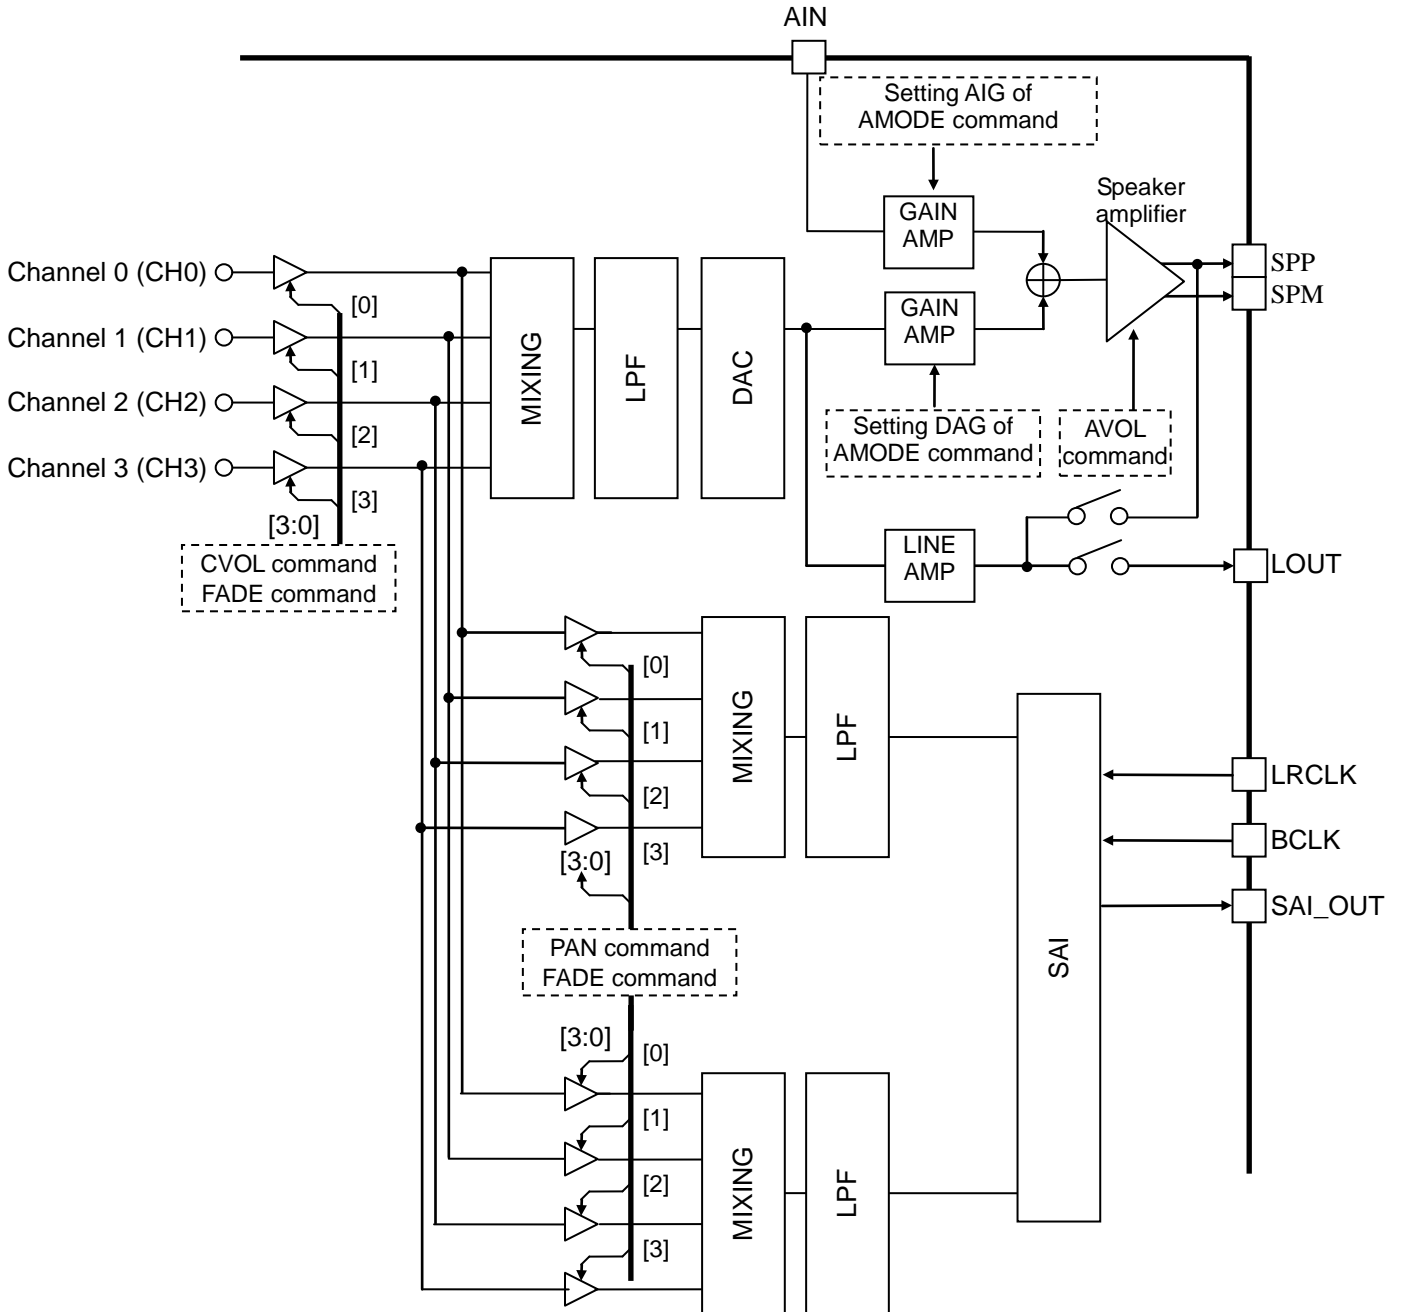 AIN
Setting AIG of
AMODE command
Speaker
amplifier
GAIN
AMP
SPP
SPM
Channel 0 (CH0)
[0]
Channel 1 (CH1)
[1]
Channel 2 (CH2)
[2]
Channel 3 (CH3)
[3]
[3:0]
CVOL command
FADE command
MIXING
LPF
DAC
GAIN
AMP
Setting DAG of
AMODE command
AVOL
command
LINE
AMP
LOUT
[0]
[1]
[2]
[3]
[3:0]
MIXING
LPF
LRCLK
BCLK
SAI_OUT
SAI
PAN command
FADE command
[3:0]
[0]
[1]
[2]
[3]
MIXING
LPF